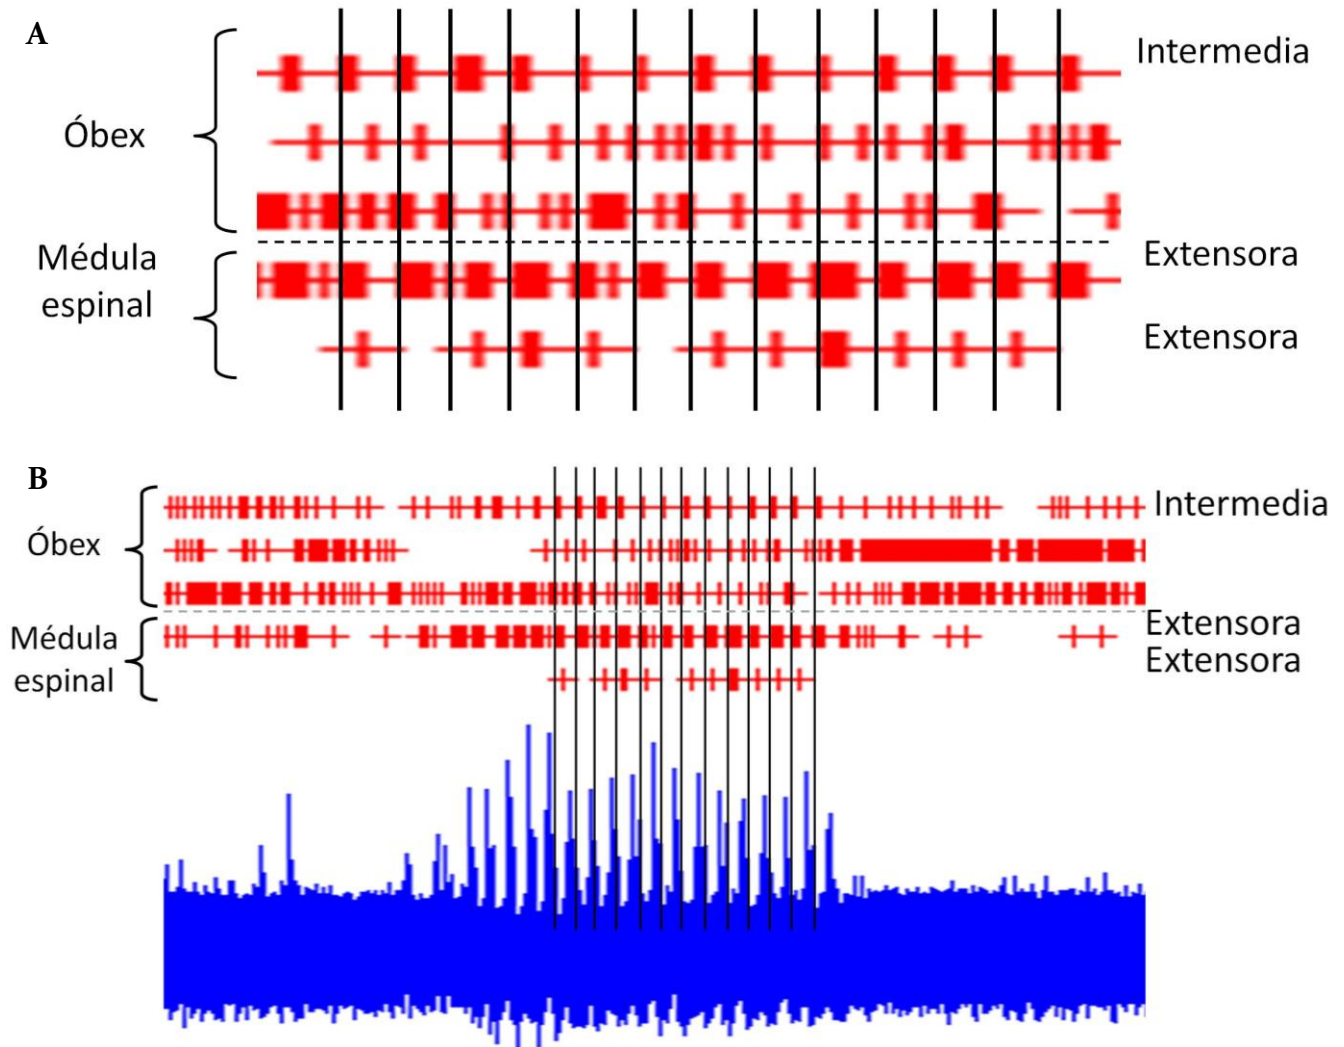 A
Intermedia
Óbex
Médula
espinal
Extensora
Extensora
B
Intermedia
Óbex
Médula
espinal
Extensora
Extensora